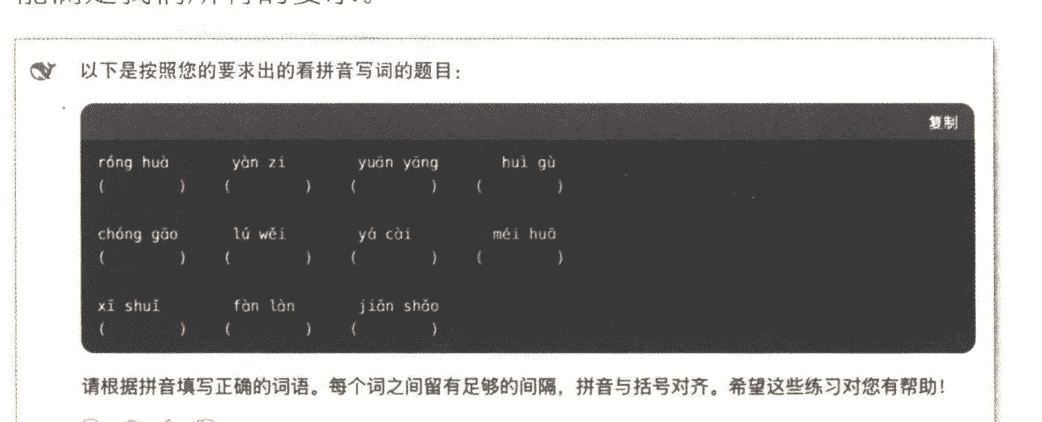 以下是按照您的要求出的看拼音写词的题目：
复制
róng huà yàn zi yuān yāng huì gù
( ) ( ) ( ) ( )
chóng gāo lú wěi yá cài méi huā
( ) ( ) ( ) ( )
xī shuǐ fàn làn jiǎn shǎo
( ) ( ) ( )
请根据拼音填写正确的词语。每个词之间留有足够的间隔，拼音与括号对齐。希望这些练习对您有帮助！